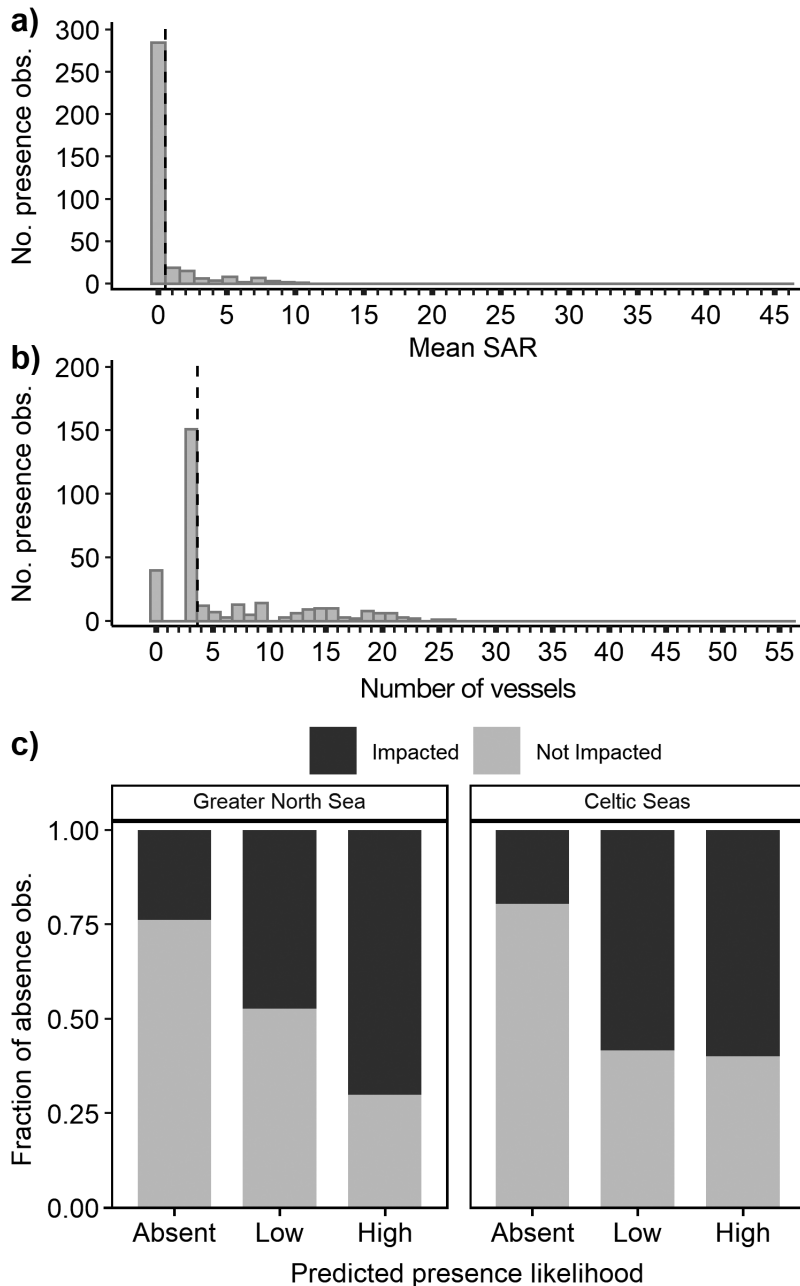 a)
No. presence obs.
300
250
200
150
100
50
0
0 5 10 15 20 25 30 35 40 45
Mean SAR
b)
No. presence obs.
200
150
100
50
0
0 5 10 15 20 25 30 35 40 45 50 55
Number of vessels
c)
Impacted Not Impacted
Greater North Sea Celtic Seas
Fraction of absence obs.
1.00
0.75
0.50
0.25
0.00
Absent Low High Absent Low High
Predicted presence likelihood